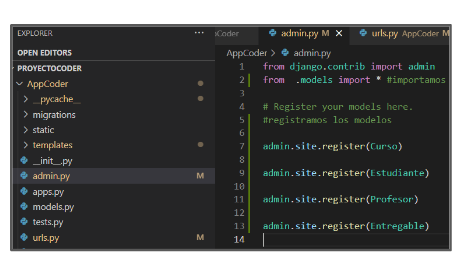 EXPLORER ...
OPEN EDITORS
PROYECTOCODER
AppCoder
__pycache__
migrations
static
templates
__init__.py
admin.py M
apps.py
models.py
tests.py
urls.py M
Coder admin.py M urls.py AppCoder M
AppCoder > admin.py
1 from django.contrib import admin
2 from .models import * #importamos
3
4 # Register your models here.
5 #registramos los modelos
6
7 admin.site.register(Curso)
8
9 admin.site.register(Estudiante)
10
11 admin.site.register(Profesor)
12
13 admin.site.register(Entregable)
14